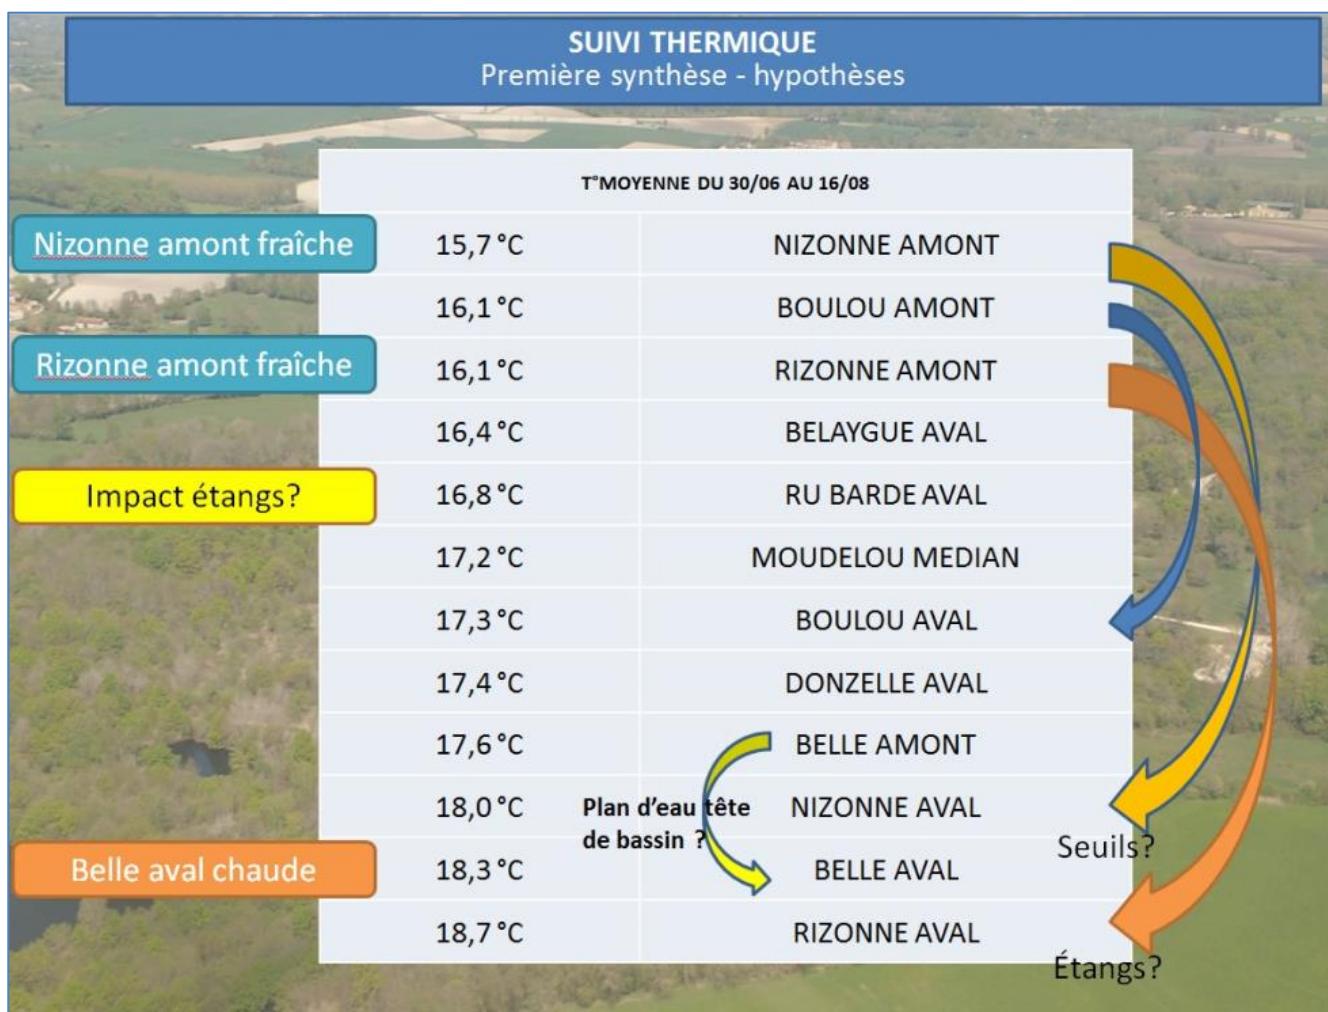 SUIVI THERMIQUE
Première synthèse - hypothèses
T°MOYENNE DU 30/06 AU 16/08
Nizonne amont fraîche
15,7 °C NIZONNE AMONT
16,1 °C BOULOU AMONT
Rizonne amont fraîche
16,1 °C RIZONNE AMONT
16,4 °C BELAYGUE AVAL
Impact étangs?
16,8 °C RU BARDE AVAL
17,2 °C MOUDELOU MEDIAN
17,3 °C BOULOU AVAL
17,4 °C DONZELLE AVAL
17,6 °C BELLE AMONT
18,0 °C NIZONNE AVAL
Plan d'eau tête
de bassin ?
Seuils?
Belle aval chaude
18,3 °C BELLE AVAL
18,7 °C RIZONNE AVAL
Étangs?